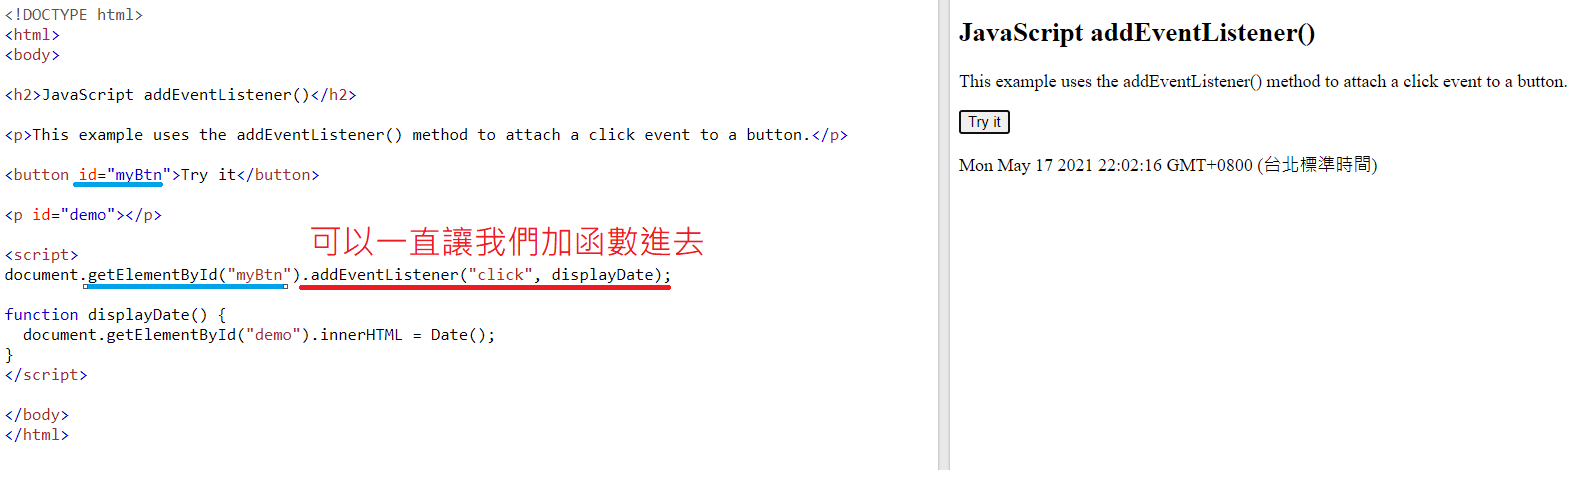 <!DOCTYPE html>
<html>
<body>
<h2>JavaScript addEventListener()</h2>
<p>This example uses the addEventListener() method to attach a click event to a button.</p>
<button id="myBtn">Try it</button>
<p id="demo"></p>
可以一直讓我們加函數進去
<script>
document.getElementById("myBtn").addEventListener("click", displayDate);
function displayDate() {
  document.getElementById("demo").innerHTML = Date();
}
</script>
</body>
</html>
JavaScript addEventListener()
This example uses the addEventListener() method to attach a click event to a button.
Try it
Mon May 17 2021 22:02:16 GMT+0800 (台北標準時間)